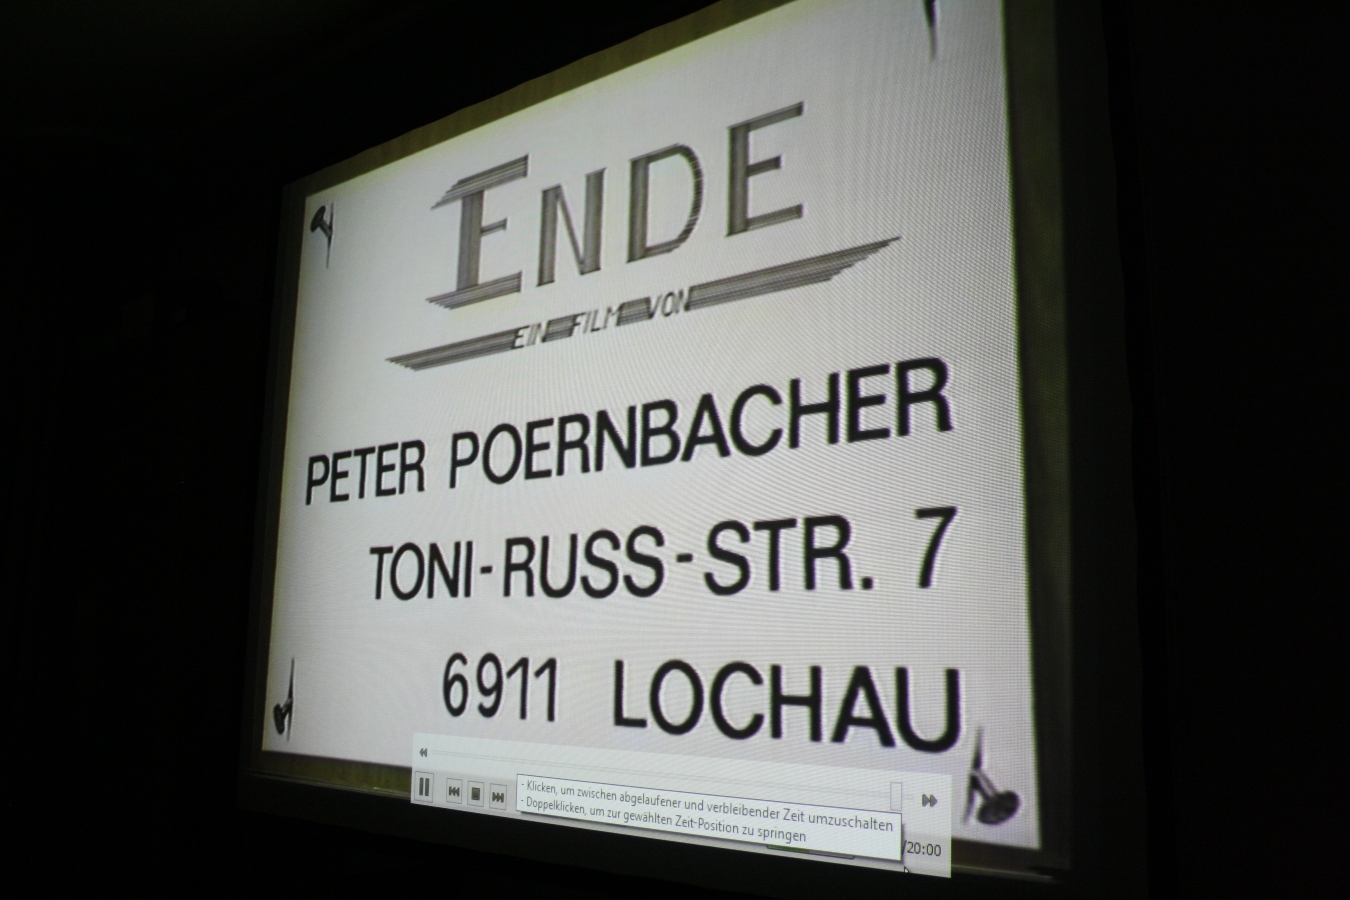 ENDE
EIN FILM VON
PETER POERNBACHER
TONI-RUSS-STR. 7
6911 LOCHAU
- Klicken, um zwischen abgelaufener und verbleibender Zeit umzuschalten
- Doppelklicken, um zur gewählten Zeit-Position zu springen
/20:00